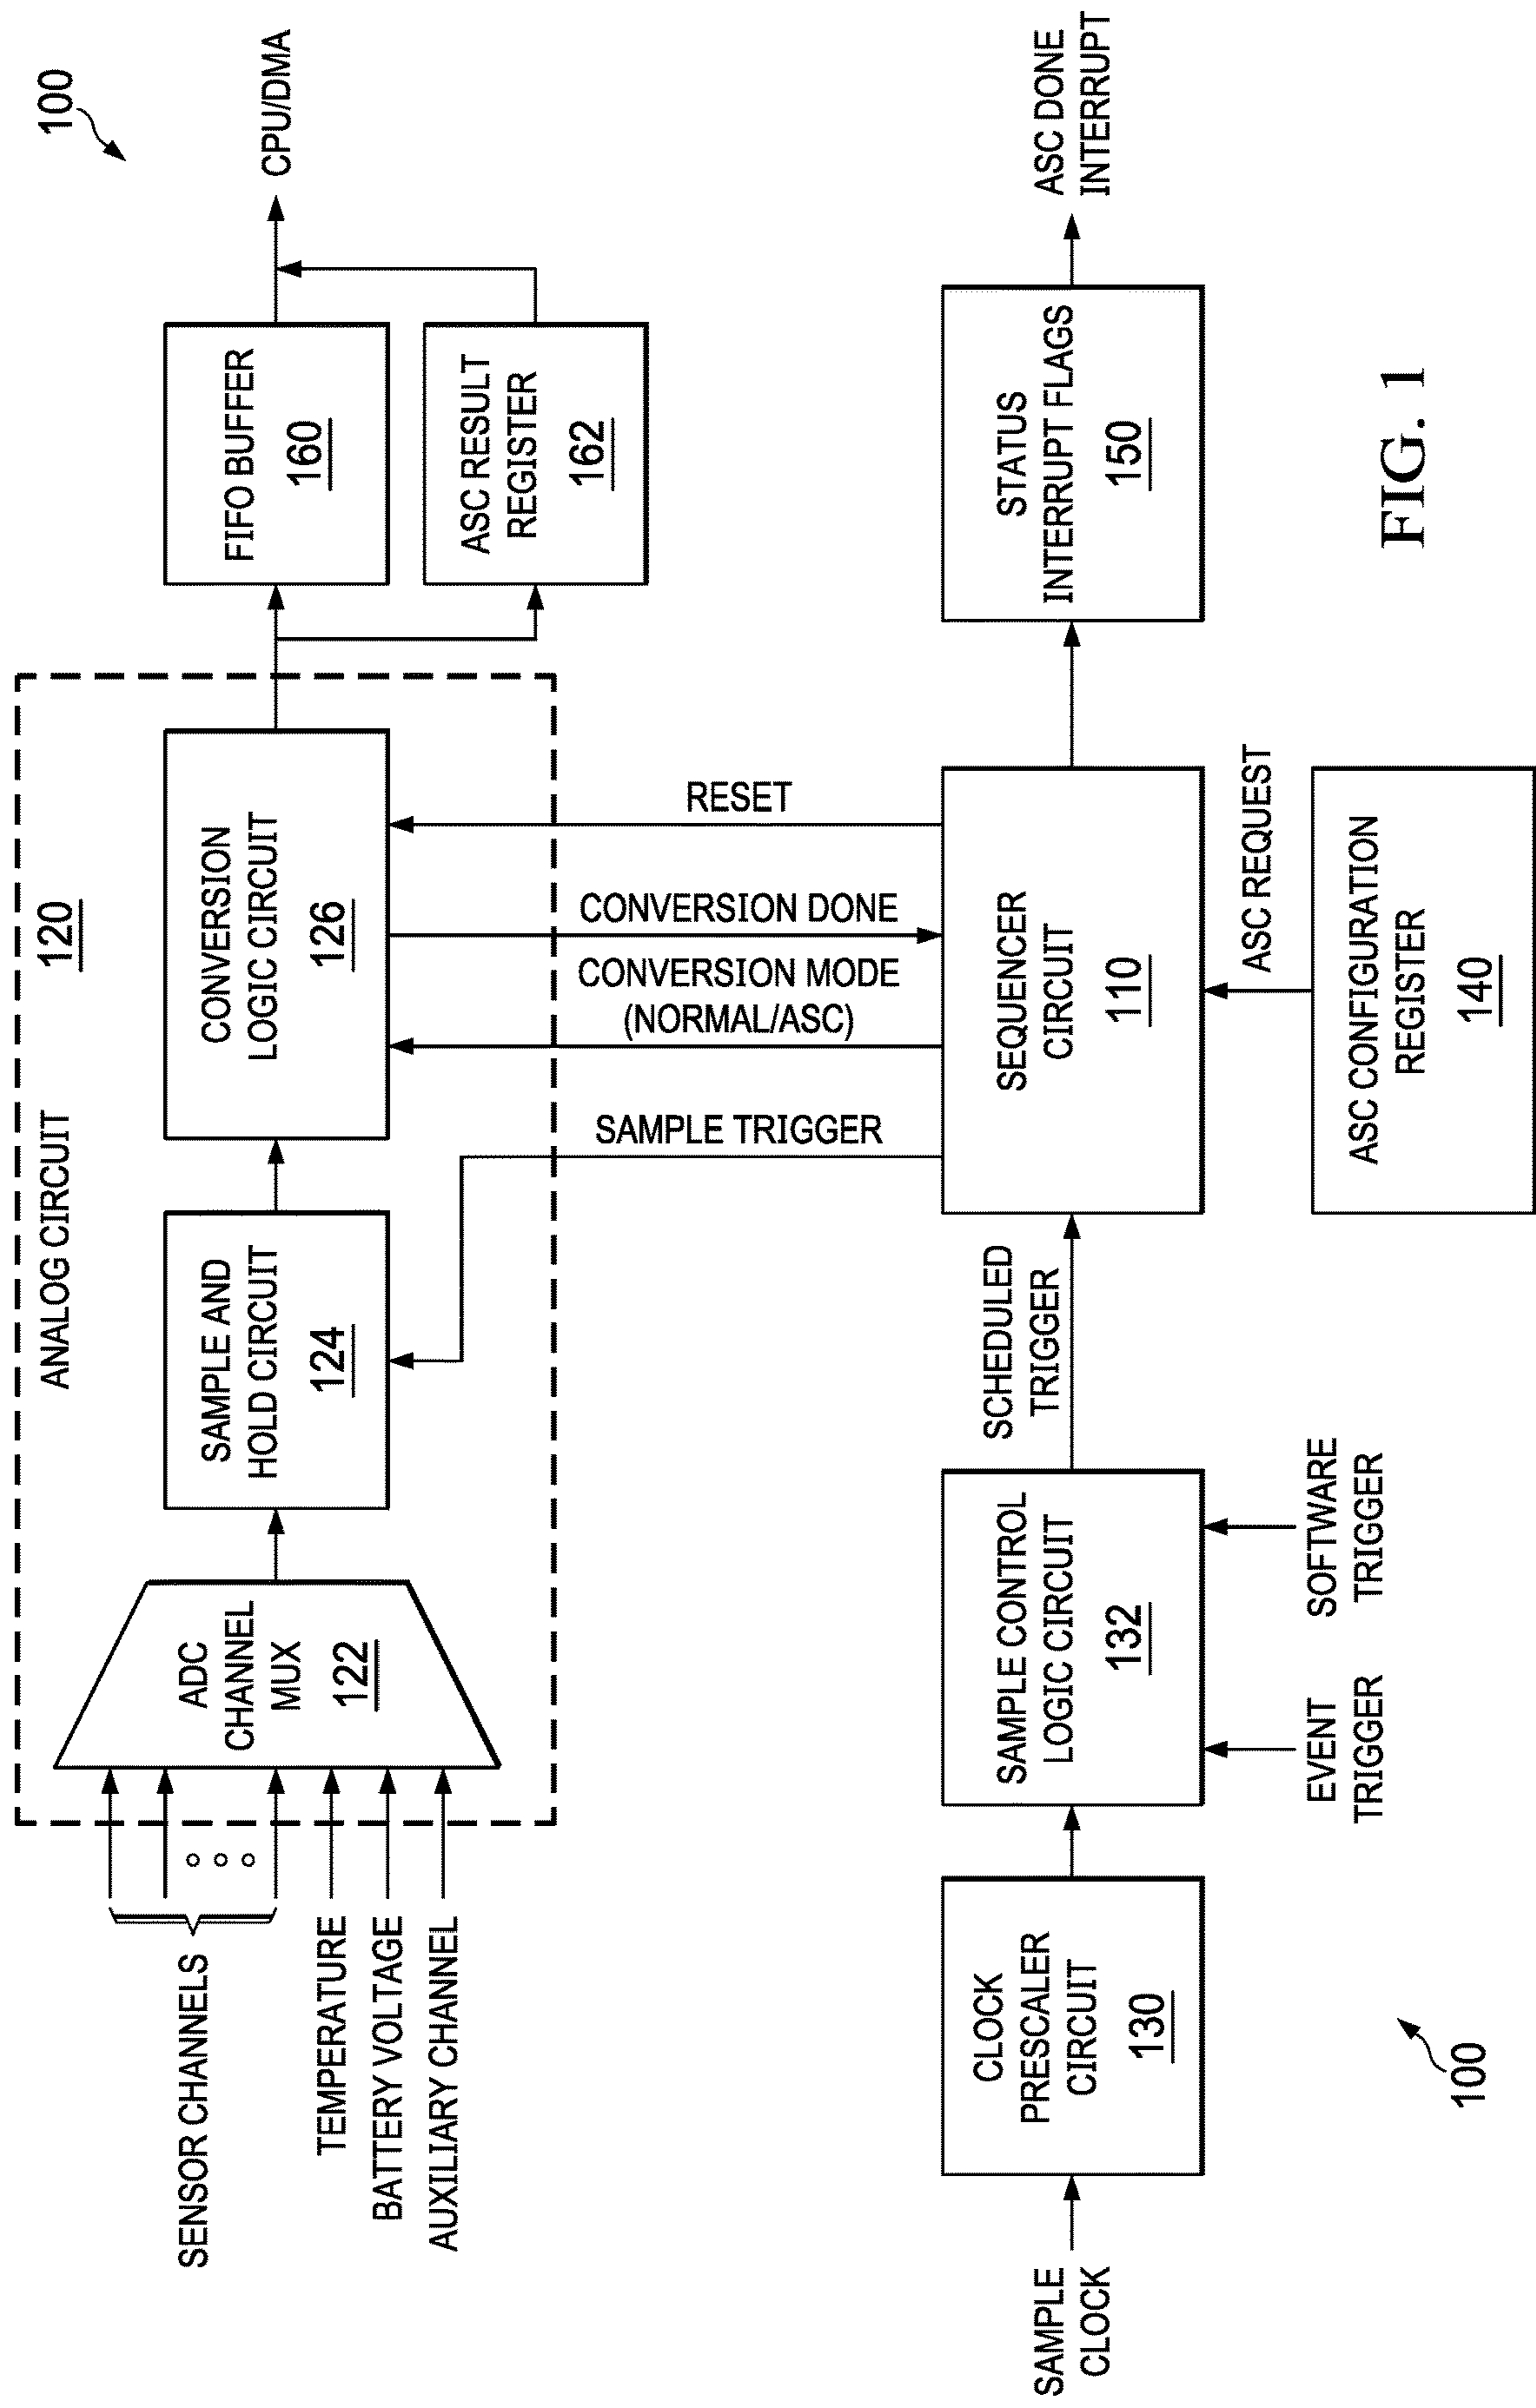 100
CPU/DMA
ANALOG CIRCUIT
120
SENSOR CHANNELS
TEMPERATURE
BATTERY VOLTAGE
AUXILIARY CHANNEL
ADC
CHANNEL
MUX
122
SAMPLE AND
HOLD CIRCUIT
124
CONVERSION
LOGIC CIRCUIT
126
FIFO BUFFER
160
ASC RESULT
REGISTER
162
SAMPLE TRIGGER
CONVERSION MODE
(NORMAL/ASC)
CONVERSION DONE
RESET
SAMPLE
CLOCK
CLOCK
PRESCALER
CIRCUIT
130
SAMPLE CONTROL
LOGIC CIRCUIT
132
EVENT
TRIGGER
SOFTWARE
TRIGGER
SCHEDULED
TRIGGER
SEQUENCER
CIRCUIT
110
ASC REQUEST
ASC CONFIGURATION
REGISTER
140
STATUS
INTERRUPT FLAGS
150
ASC DONE
INTERRUPT
100
FIG. 1